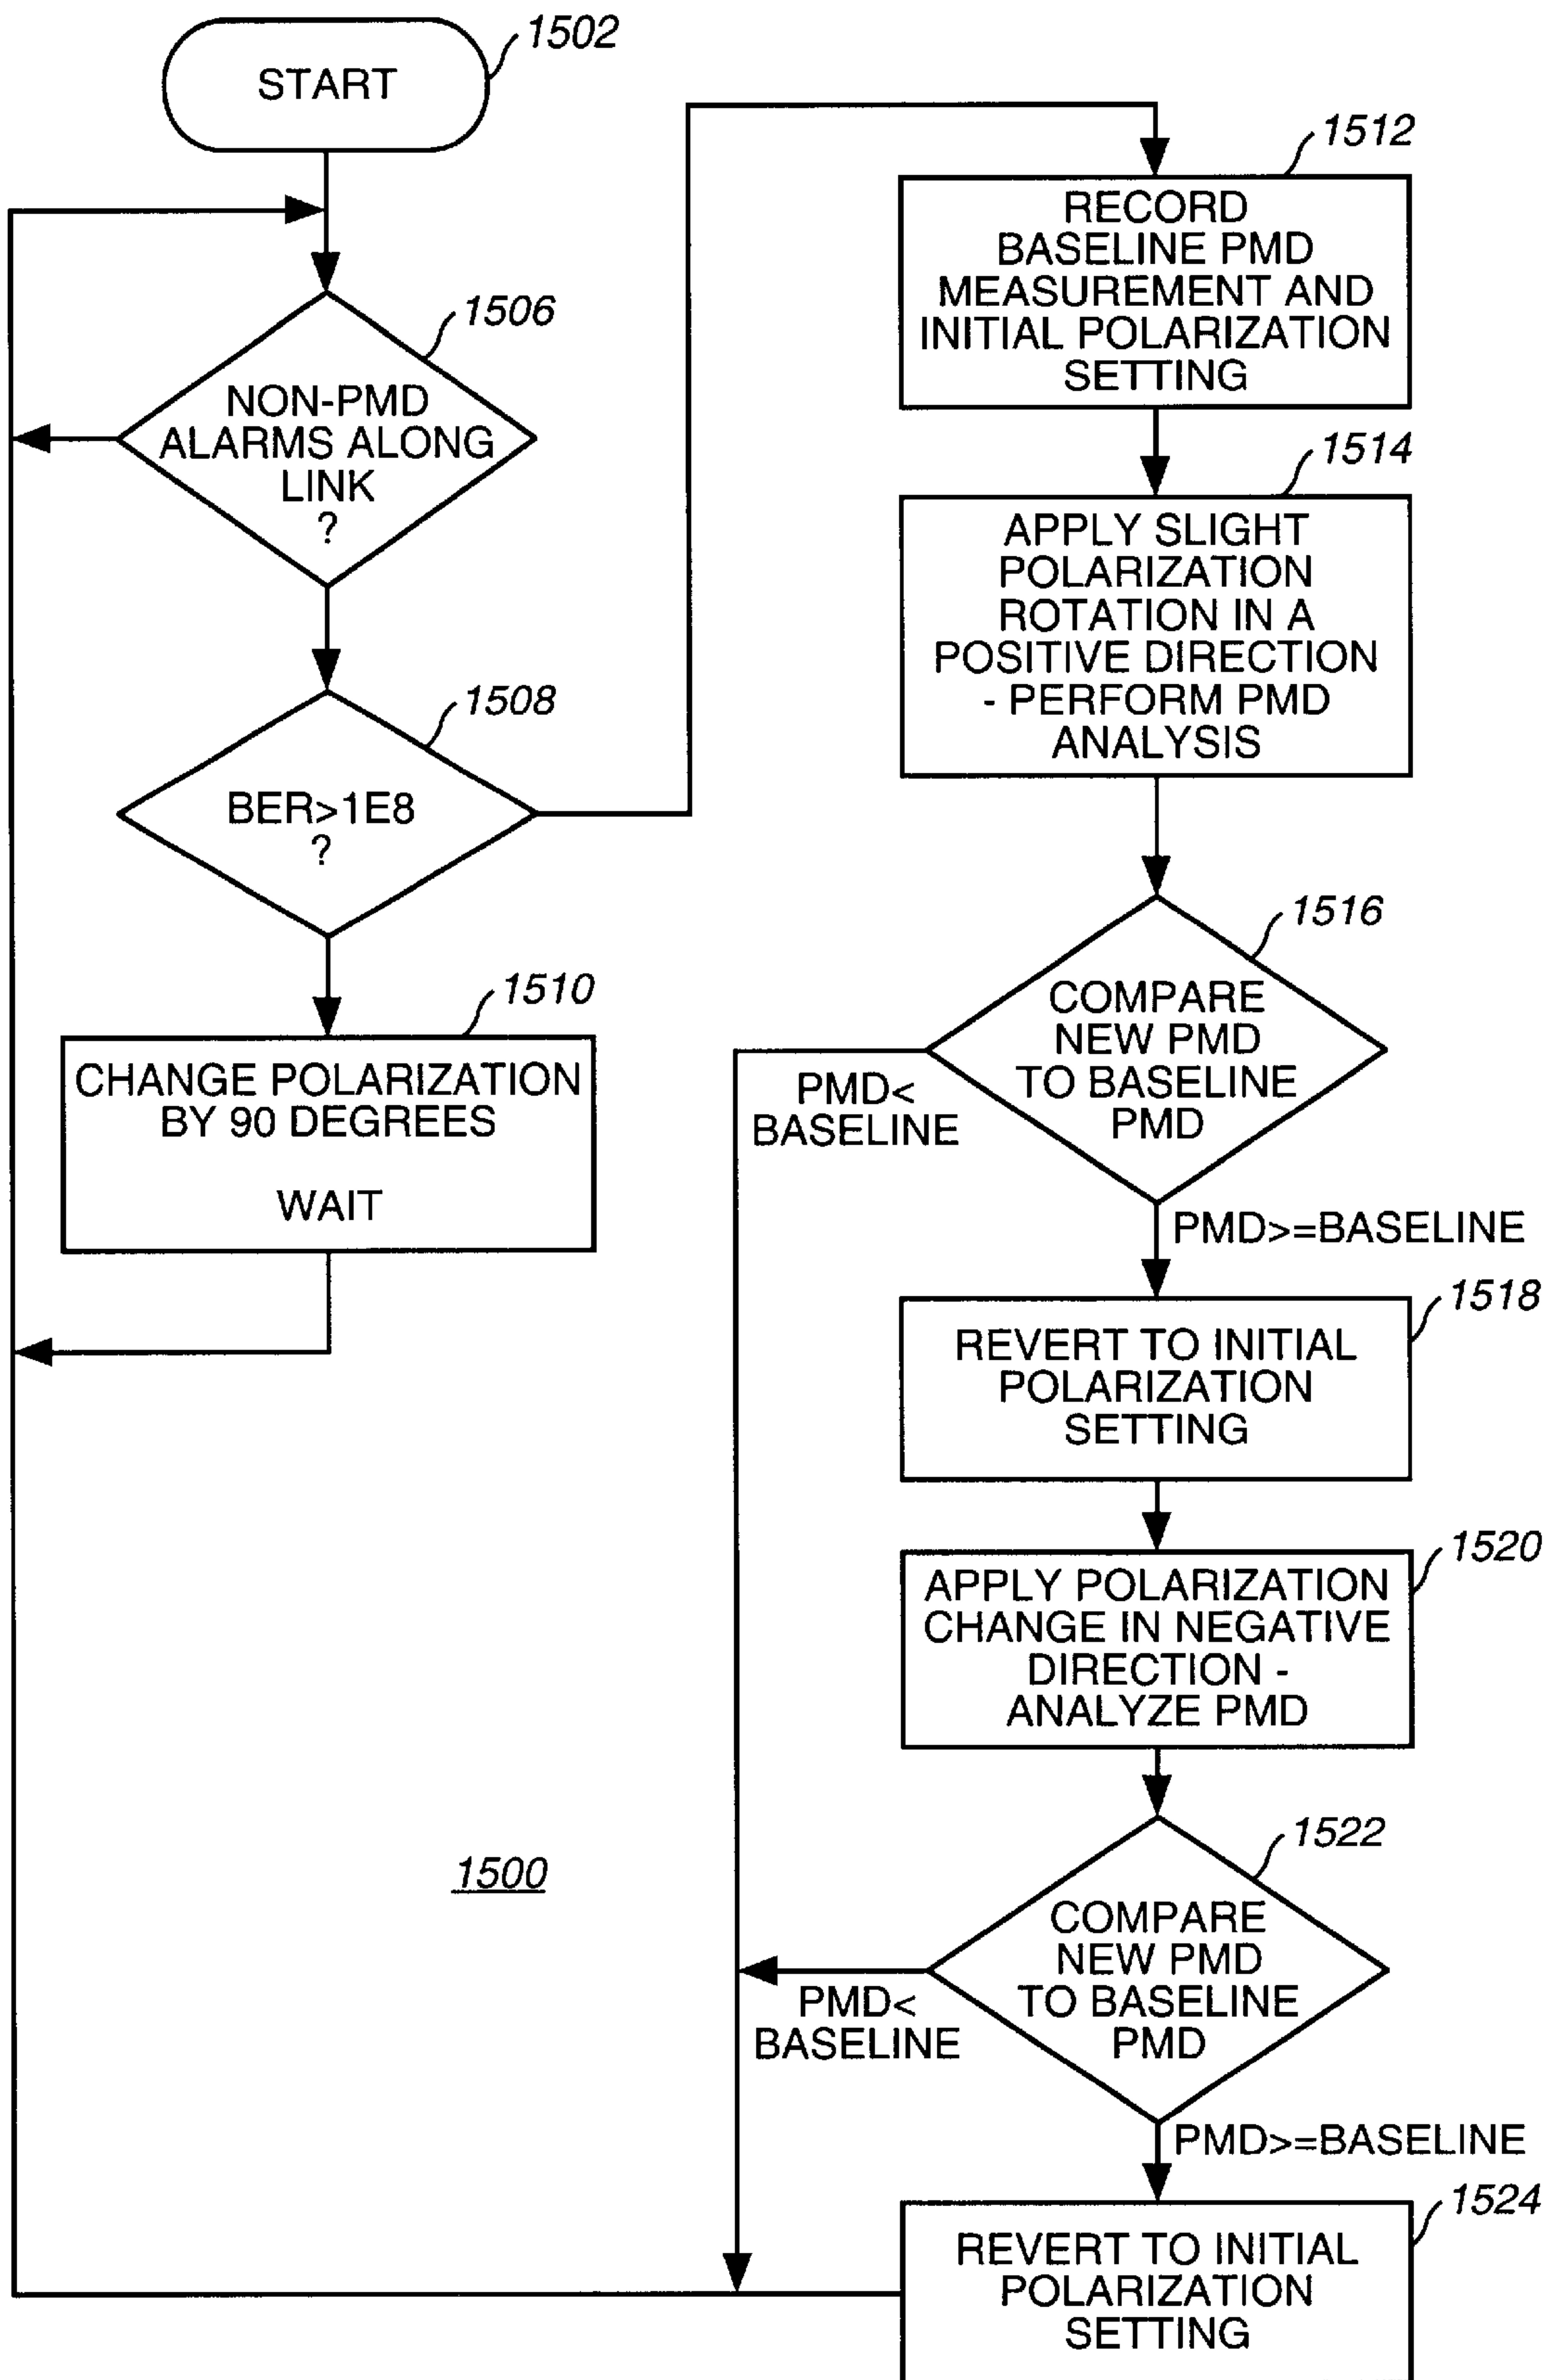 1502
START
1506
NON-PMD
ALARMS ALONG
LINK
?
1508
BER>1E8
?
1510
CHANGE POLARIZATION
BY 90 DEGREES
WAIT
1512
RECORD
BASELINE PMD
MEASUREMENT AND
INITIAL POLARIZATION
SETTING
1514
APPLY SLIGHT
POLARIZATION
ROTATION IN A
POSITIVE DIRECTION
- PERFORM PMD
ANALYSIS
1516
COMPARE
NEW PMD
TO BASELINE
PMD
PMD<
BASELINE
PMD>=BASELINE
1518
REVERT TO INITIAL
POLARIZATION
SETTING
1520
APPLY POLARIZATION
CHANGE IN NEGATIVE
DIRECTION -
ANALYZE PMD
1522
COMPARE
NEW PMD
TO BASELINE
PMD
PMD<
BASELINE
PMD>=BASELINE
1524
REVERT TO INITIAL
POLARIZATION
SETTING
1500